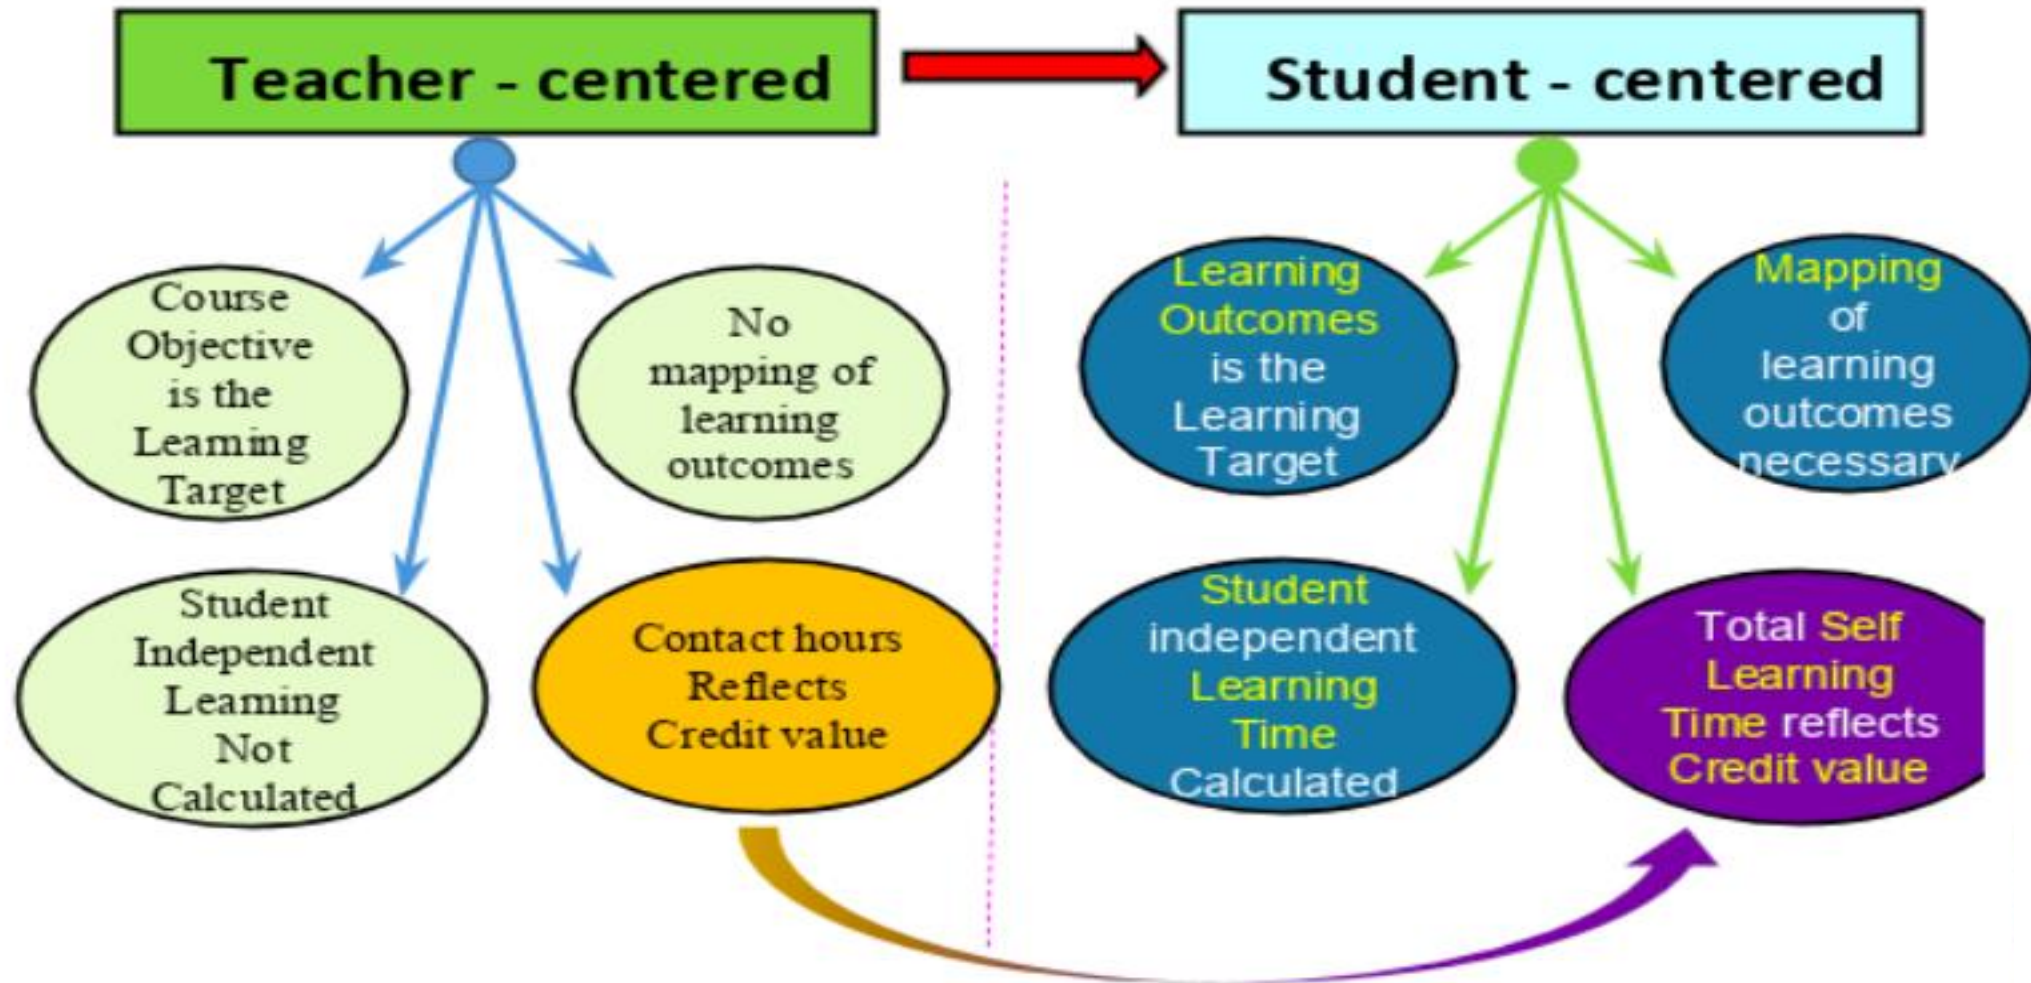 Teacher - centered
Student - centered
Course
Objective
is the
Learning
Target
No
mapping of
learning
outcomes
Student
Independent
Learning
Not
Calculated
Contact hours
Reflects
Credit value
Learning
Outcomes
is the
Learning
Target
Mapping
of
learning
outcomes
necessary
Student
independent
Learning
Time
Calculated
Total Self
Learning
Time reflects
Credit value